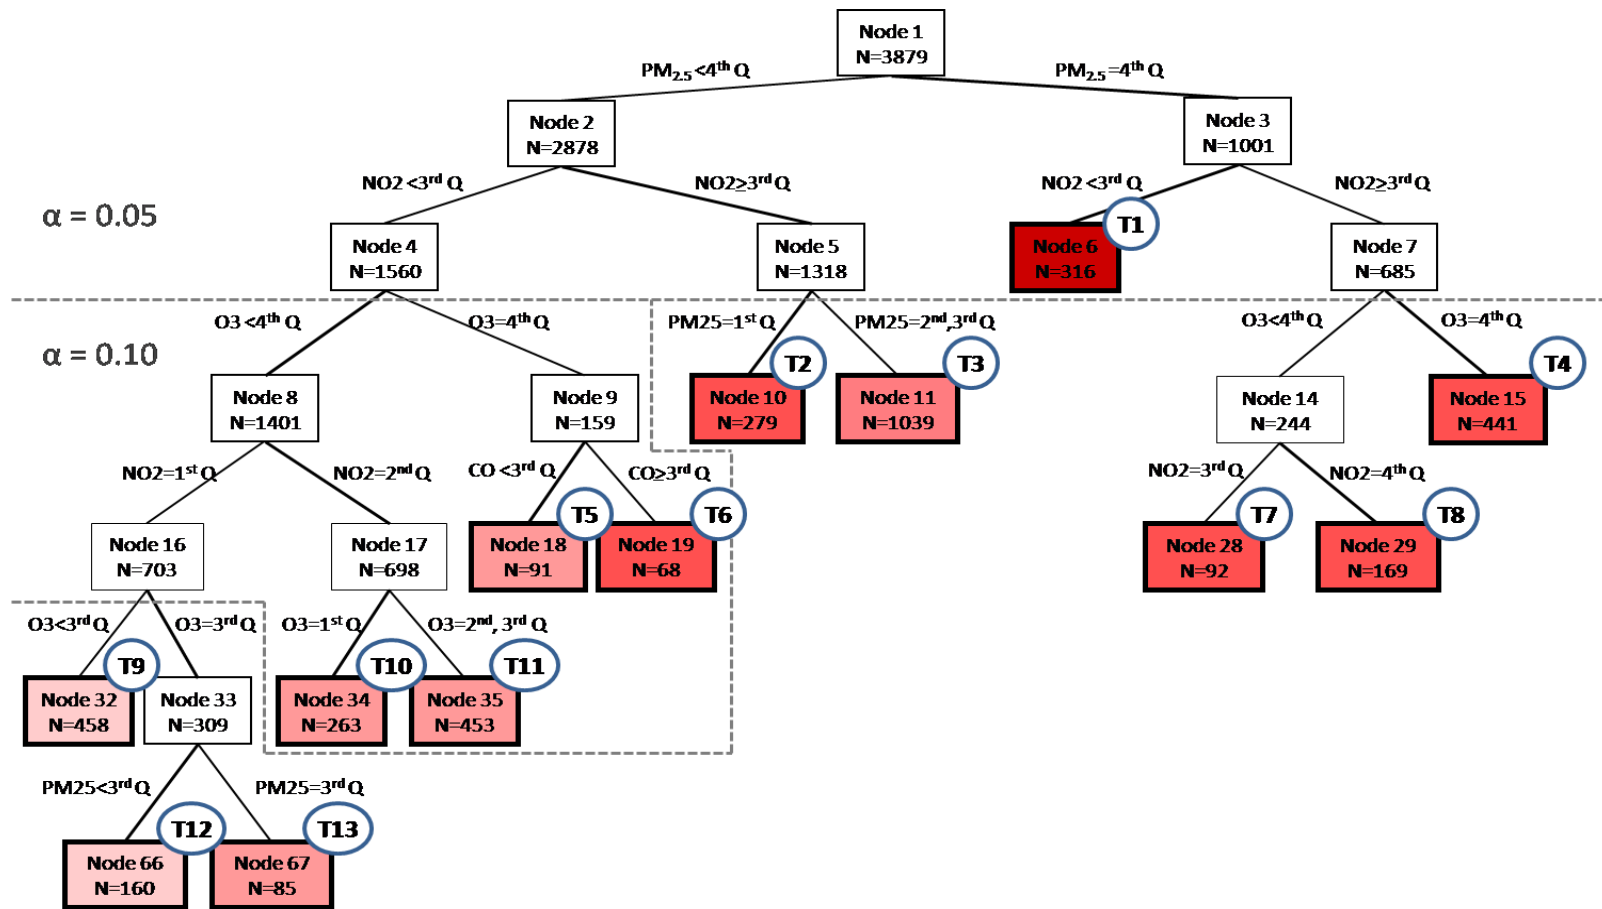 Node 1
N=3879
PM2.5 <4th Q
PM2.5 =4th Q
Node 2
N=2878
Node 3
N=1001
NO2 <3rd Q
NO2≥3rd Q
NO2 <3rd Q
NO2≥3rd Q
α = 0.05
T1
Node 4
N=1560
Node 5
N=1318
Node 6
N=316
Node 7
N=685
O3 <4th Q
O3=4th Q
PM25=1st Q
PM25=2nd,3rd Q
O3<4th Q
O3=4th Q
α = 0.10
T2
T3
T4
Node 8
N=1401
Node 9
N=159
Node 10
N=279
Node 11
N=1039
Node 14
N=244
Node 15
N=441
NO2=1st Q
NO2=2nd Q
CO <3rd Q
CO≥3rd Q
NO2=3rd Q
NO2=4th Q
T5
T6
T7
T8
Node 16
N=703
Node 17
N=698
Node 18
N=91
Node 19
N=68
Node 28
N=92
Node 29
N=169
O3<3rd Q
O3=3rd Q
O3=1st Q
O3=2nd, 3rd Q
T9
T10
T11
Node 32
N=458
Node 33
N=309
Node 34
N=263
Node 35
N=453
PM25<3rd Q
PM25=3rd Q
T12
T13
Node 66
N=160
Node 67
N=85